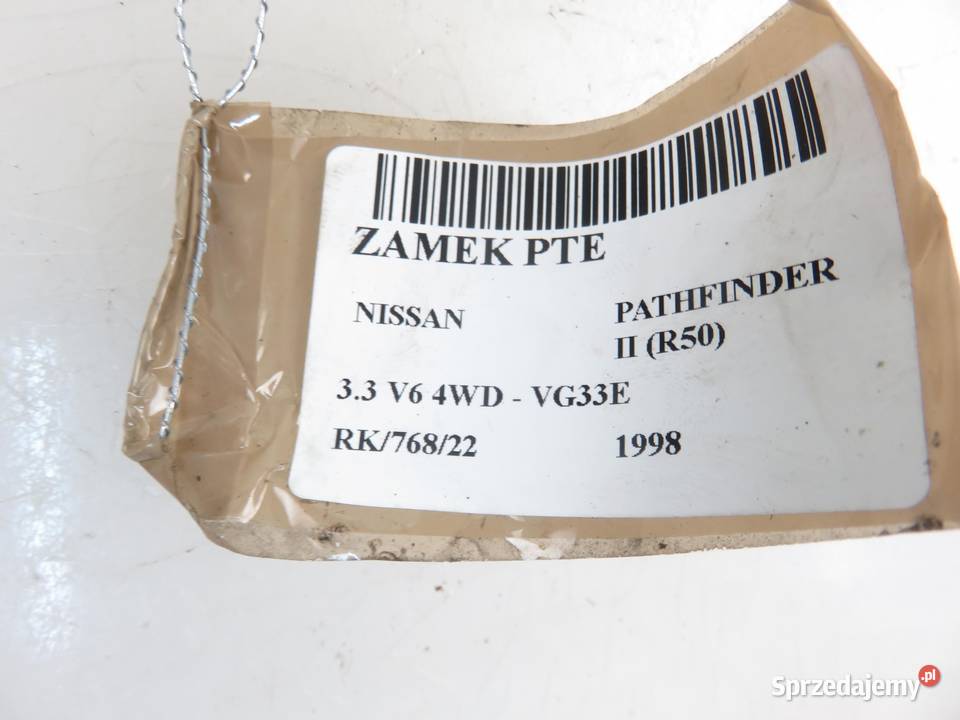 ZAMEK PTE
NISSAN PATHFINDER
II (R50)
3.3 V6 4WD - VG33E
RK/768/22 1998
Sprzedajemy.pl